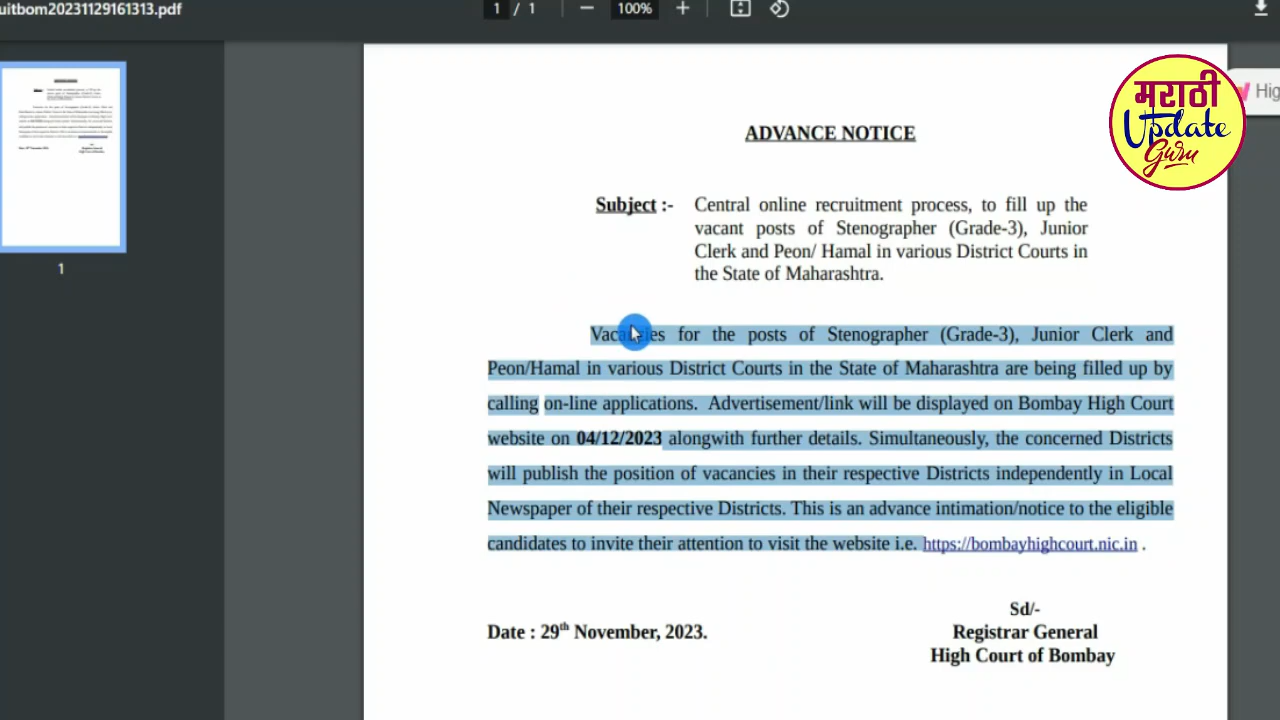 uitbom20231129161313.pdf
1 / 1
100%
मराठी
Update
Guru
Hig
1
ADVANCE NOTICE
Subject :- Central online recruitment process, to fill up the
vacant posts of Stenographer (Grade-3), Junior
Clerk and Peon/ Hamal in various District Courts in
the State of Maharashtra.
Vacancies for the posts of Stenographer (Grade-3), Junior Clerk and
Peon/Hamal in various District Courts in the State of Maharashtra are being filled up by
calling on-line applications. Advertisement/link will be displayed on Bombay High Court
website on 04/12/2023 alongwith further details. Simultaneously, the concerned Districts
will publish the position of vacancies in their respective Districts independently in Local
Newspaper of their respective Districts. This is an advance intimation/notice to the eligible
candidates to invite their attention to visit the website i.e. https://bombayhighcourt.nic.in .
Sd/-
Date : 29th November, 2023.
Registrar General
High Court of Bombay